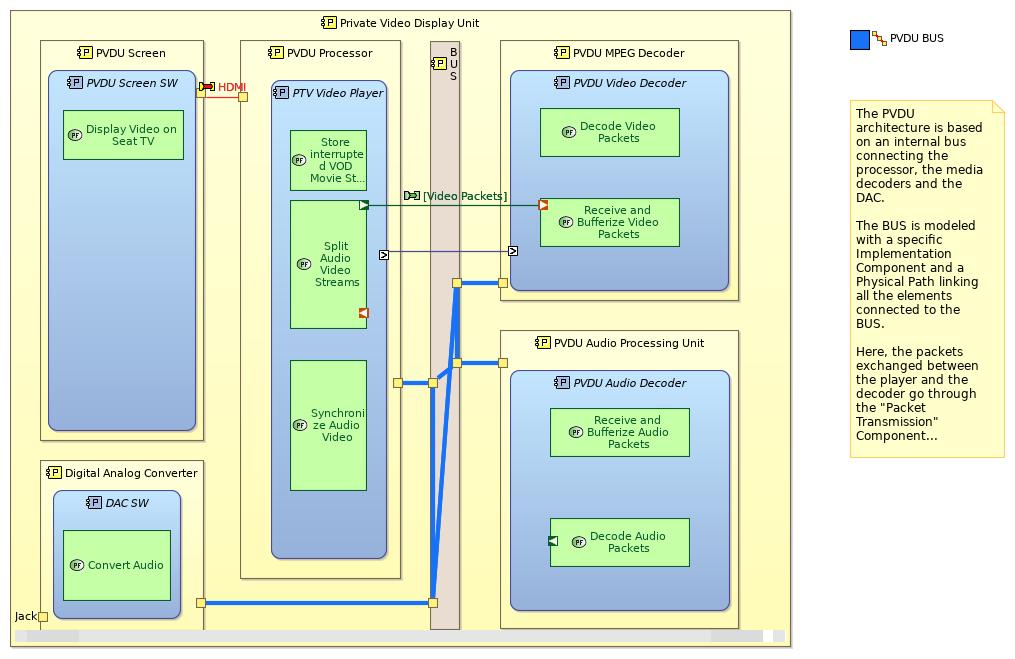 Private Video Display Unit
PVDU Screen
PVDU Screen SW
Display Video on
Seat TV
HDMI
PVDU Processor
PTV Video Player
Store
interrupte
d VOD
Movie St...
Split
Audio
Video
Streams
Synchroni
ze Audio
Video
B
U
S
[Video Packets]
PVDU MPEG Decoder
PVDU Video Decoder
Decode Video
Packets
Receive and
Bufferize Video
Packets
PVDU Audio Processing Unit
PVDU Audio Decoder
Receive and
Bufferize Audio
Packets
Decode Audio
Packets
Digital Analog Converter
DAC SW
Convert Audio
Jack
PVDU BUS
The PVDU
architecture is based
on an internal bus
connecting the
processor, the media
decoders and the
DAC.
The BUS is modeled
with a specific
Implementation
Component and a
Physical Path linking
all the elements
connected to the
BUS.
Here, the packets
exchanged between
the player and the
decoder go through
the "Packet
Transmission"
Component...